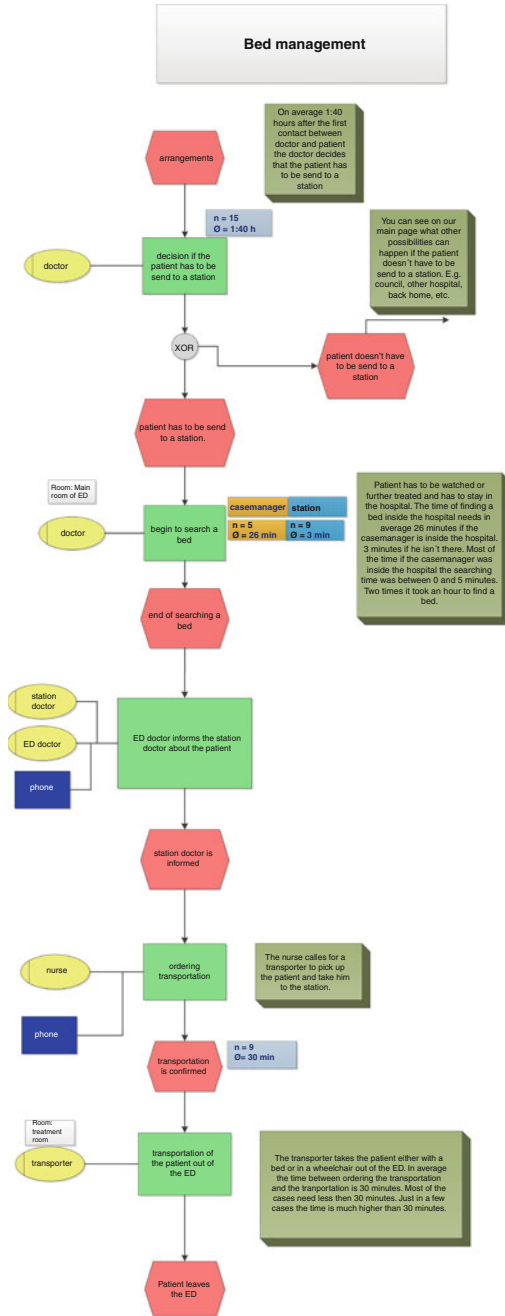 Bed management
On average 1:40
hours after the first
contact between
doctor and patient
the doctor decides
that the patient has
to be send to a
station
arrangements
n = 15
Ø = 1:40 h
You can see on our
main page what other
possibilities can
happen if the patient
doesn´t have to be
send to a station. E.g.
council, other hospital,
back home, etc.
doctor
decision if the
patient has to be
send to a station
XOR
patient doesn't have
to be send to a
station
patient has to be send
to a station.
Room: Main
room of ED
casemanager
station
n = 5
Ø = 26 min
n = 9
Ø = 3 min
doctor
begin to search a
bed
Patient has to be watched or
further treated and has to stay in
the hospital. The time of finding a
bed inside the hospital needs in
average 26 minutes if the
casemanager is inside the hospital.
3 minutes if he isn´t there. Most of
the time if the casemanager was
inside the hospital the searching
time was between 0 and 5 minutes.
Two times it took an hour to find a
bed.
end of searching a
bed
station
doctor
ED doctor
phone
ED doctor informs the station
doctor about the patient
station doctor is
informed
nurse
phone
ordering
transportation
The nurse calls for a
transporter to pick up
the patient and take him
to the station.
transportation
is confirmed
n = 9
Ø= 30 min
Room:
treatment
room
transporter
transportation of
the patient out of
the ED
The transporter takes the patient either with a
bed or in a wheelchair out of the ED. In average
the time between ordering the transportation
and the tranportation is 30 minutes. Most of the
cases need less then 30 minutes. Just in a few
cases the time is much higher than 30 minutes.
Patient leaves
the ED